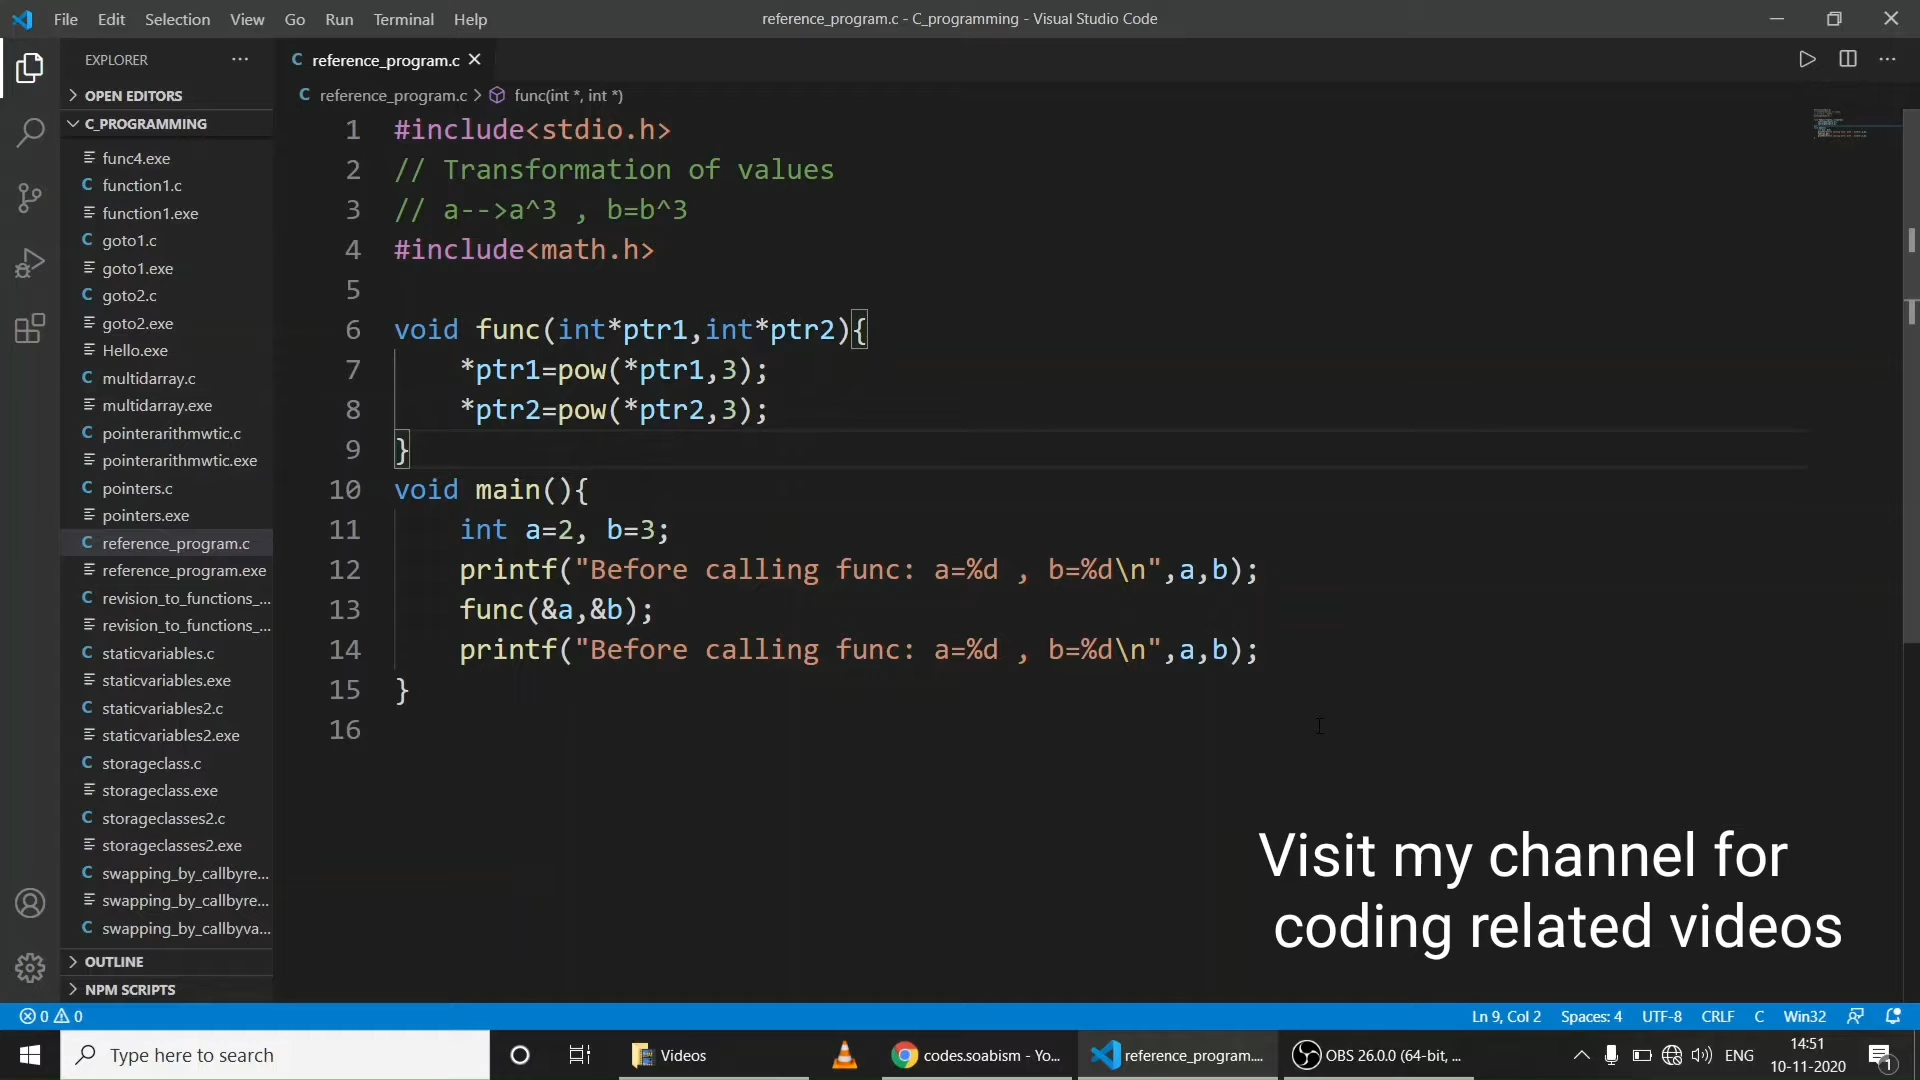 File Edit Selection View Go Run Terminal Help
reference_program.c - C_programming - Visual Studio Code
EXPLORER
reference_program.c
OPEN EDITORS
reference_program.c > func(int *, int *)
C_PROGRAMMING
func4.exe
function1.c
function1.exe
goto1.c
goto1.exe
goto2.c
goto2.exe
Hello.exe
multidarray.c
multidarray.exe
pointerarithmwtic.c
pointerarithmwtic.exe
pointers.c
pointers.exe
reference_program.c
reference_program.exe
revision_to_functions_...
revision_to_functions_...
staticvariables.c
staticvariables.exe
staticvariables2.c
staticvariables2.exe
storageclass.c
storageclass.exe
storageclasses2.c
storageclasses2.exe
swapping_by_callbyre...
swapping_by_callbyre...
swapping_by_callbyva...
OUTLINE
NPM SCRIPTS
1 #include<stdio.h>
2 // Transformation of values
3 // a-->a^3 , b=b^3
4 #include<math.h>
5
6 void func(int*ptr1,int*ptr2){
7 *ptr1=pow(*ptr1,3);
8 *ptr2=pow(*ptr2,3);
9 }
10 void main(){
11 int a=2, b=3;
12 printf("Before calling func: a=%d , b=%d\n",a,b);
13 func(&a,&b);
14 printf("Before calling func: a=%d , b=%d\n",a,b);
15 }
16
Visit my channel for
coding related videos
0 0
Ln 9, Col 2 Spaces: 4 UTF-8 CRLF C Win32
Type here to search
Videos
codes.soabism - Yo...
reference_program....
OBS 26.0.0 (64-bit, ...
ENG
14:51
10-11-2020
1